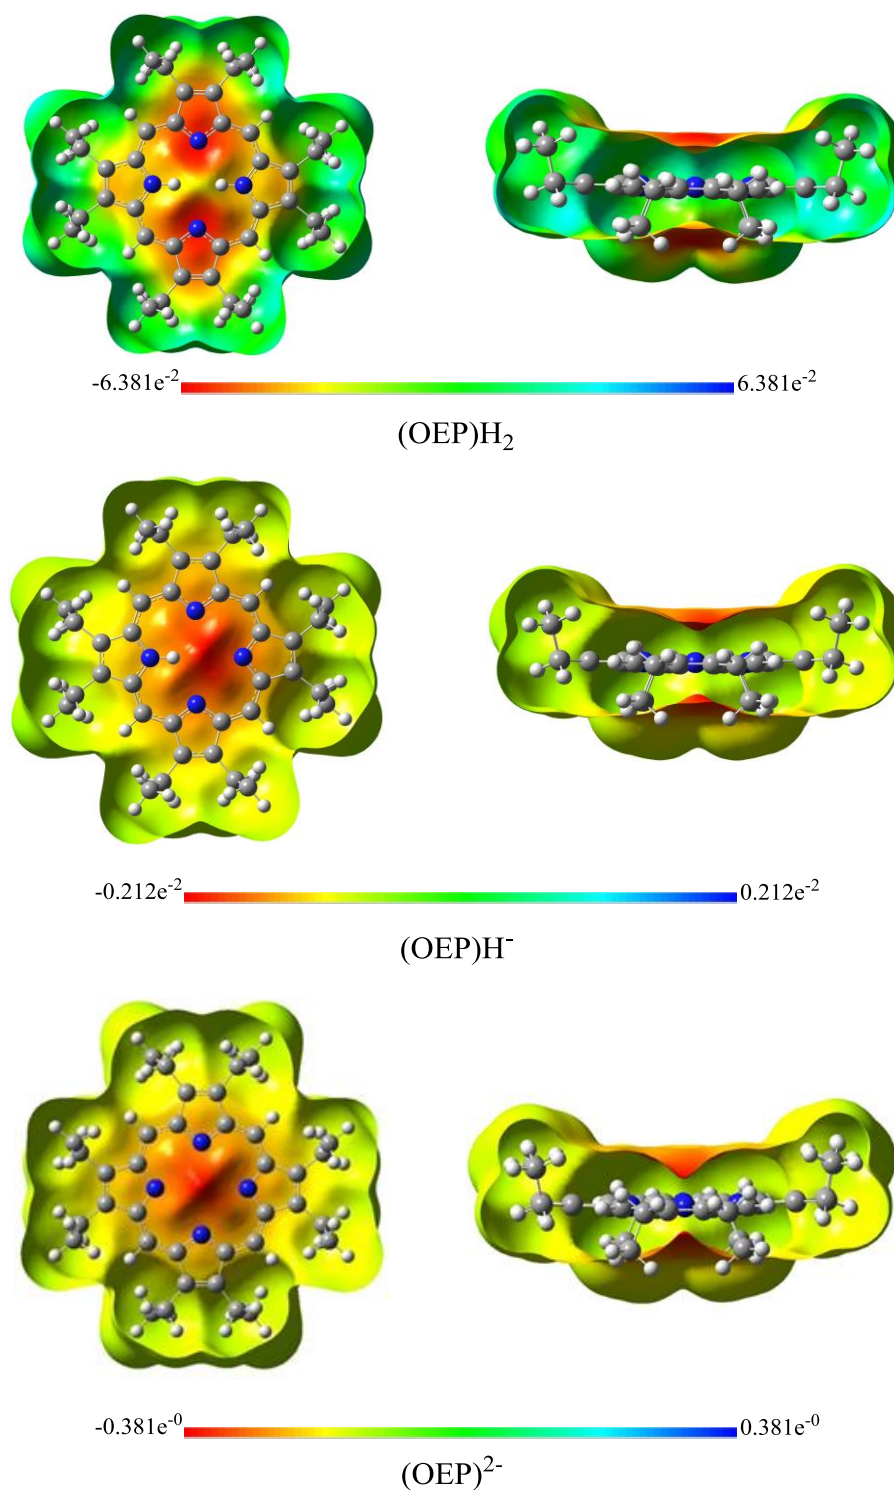 -6.381e⁻² 6.381e⁻²
(OEP)H₂
-0.212e⁻² 0.212e⁻²
(OEP)H⁻
-0.381e⁻⁰ 0.381e⁻⁰
(OEP)²⁻